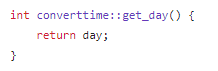 int converttime::get_day() {
    return day;
}